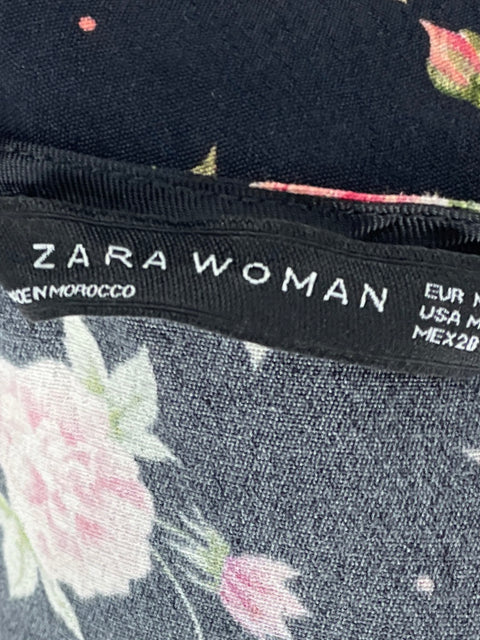 ZARA WOMAN
MOROCCO
EUR M
USA M
MEX28